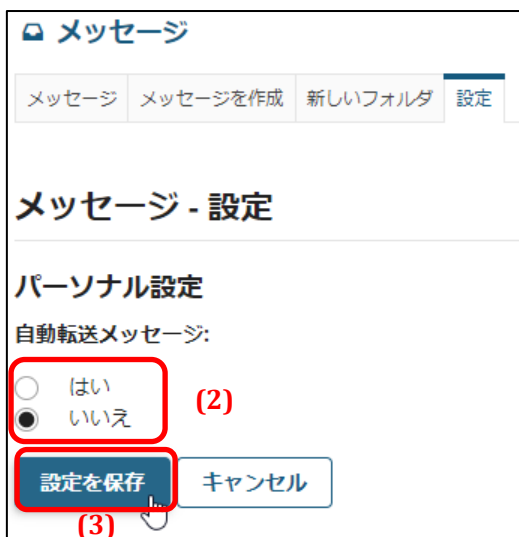 メッセージ
メッセージ メッセージを作成 新しいフォルダ 設定
メッセージ - 設定
パーソナル設定
自動転送メッセージ:
はい
いいえ
(2)
設定を保存 キャンセル
(3)